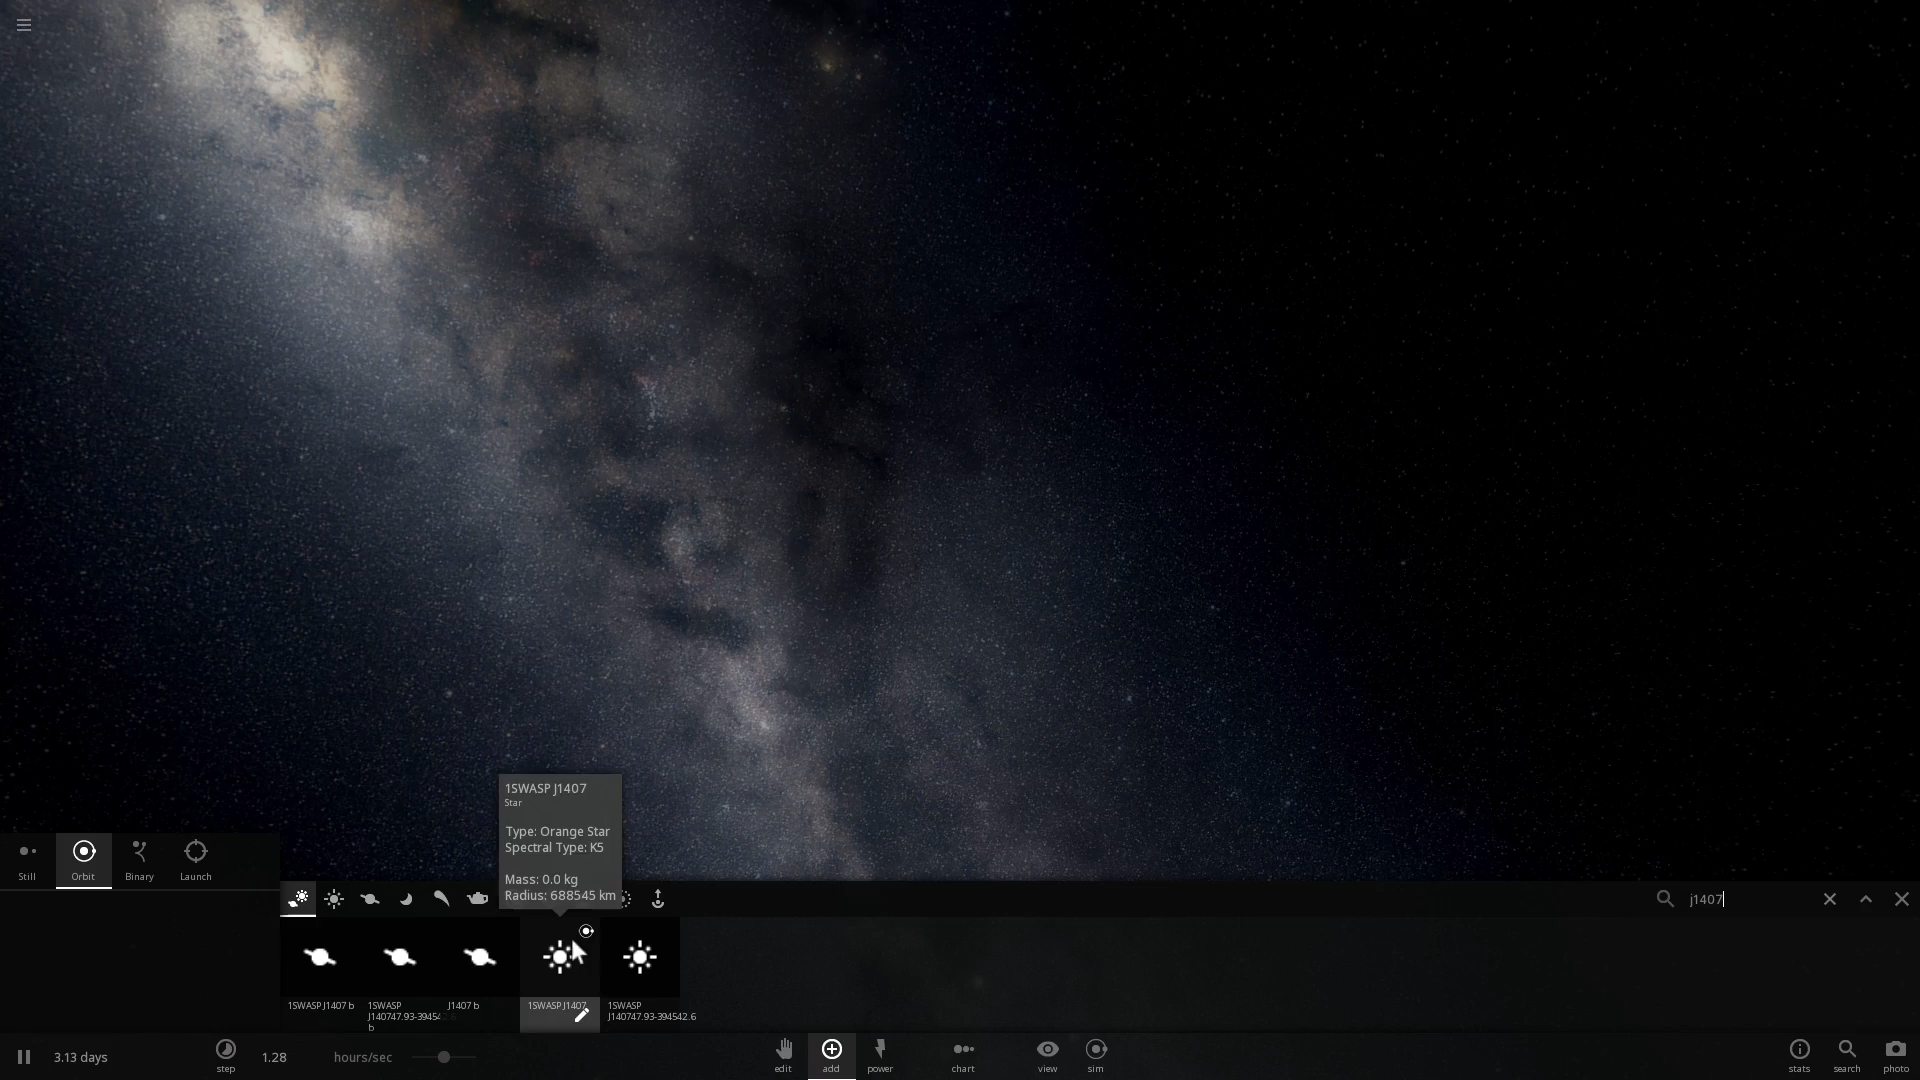 1SWASP J1407
Star
Type: Orange Star
Spectral Type: K5
Mass: 0.0 kg
Radius: 688545 km
Still
Orbit
Binary
Launch
j1407
1SWASP J1407 b
1SWASP
J140747.93-39454
b
J1407 b
1SWASP J1407
1SWASP
J140747.93-394542.6
3.13 days
step
1.28
hours/sec
edit
add
power
chart
view
sim
stats
search
photo